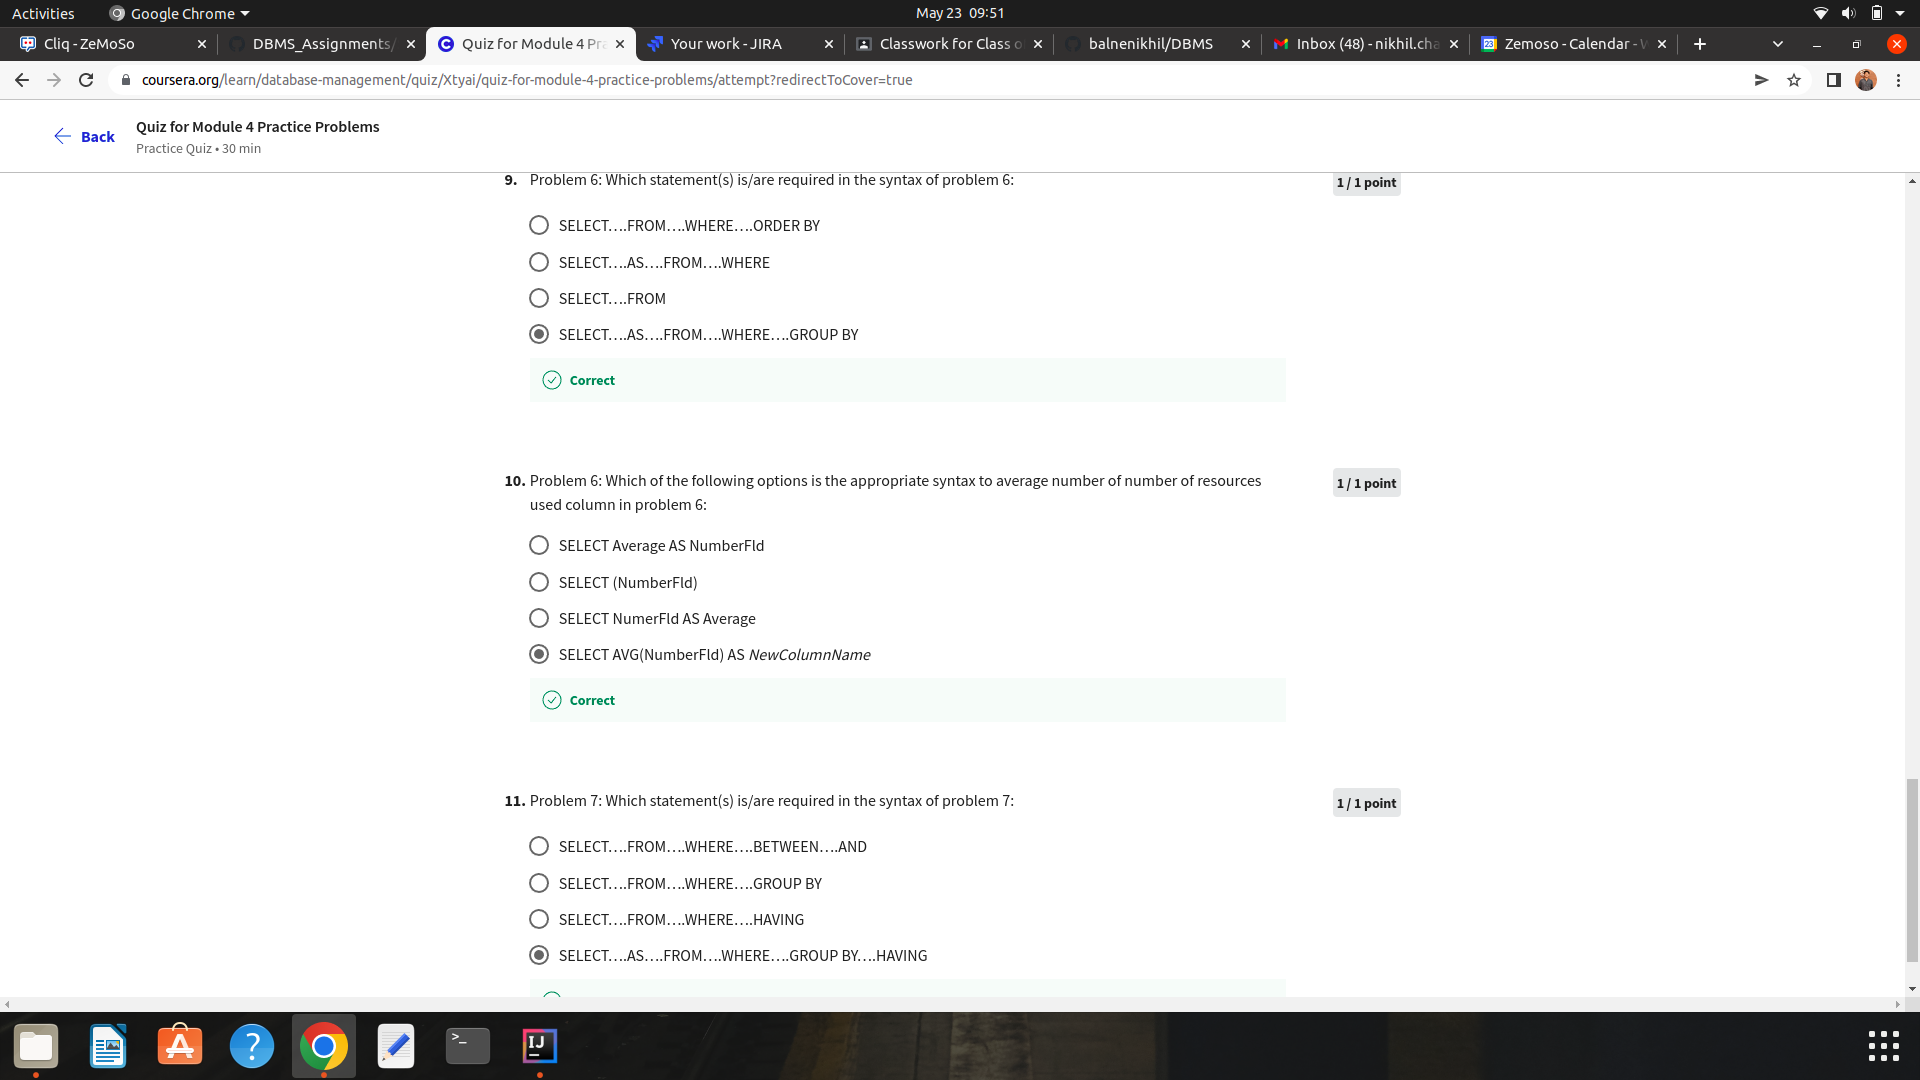 Activities
Google Chrome
May 23 09:51
Cliq - ZeMoSo
DBMS_Assignments/
Quiz for Module 4 Pra
Your work - JIRA
Classwork for Class o
balnenikhil/DBMS
Inbox (48) - nikhil.cha
23
Zemoso - Calendar - W
coursera.org/learn/database-management/quiz/Xtyai/quiz-for-module-4-practice-problems/attempt?redirectToCover=true
Back
Quiz for Module 4 Practice Problems
Practice Quiz • 30 min
9. Problem 6: Which statement(s) is/are required in the syntax of problem 6:
1 / 1 point
SELECT….FROM….WHERE….ORDER BY
SELECT….AS….FROM….WHERE
SELECT….FROM
SELECT….AS….FROM….WHERE….GROUP BY
Correct
10. Problem 6: Which of the following options is the appropriate syntax to average number of number of resources
used column in problem 6:
1 / 1 point
SELECT Average AS NumberFld
SELECT (NumberFld)
SELECT NumerFld AS Average
SELECT AVG(NumberFld) AS NewColumnName
Correct
11. Problem 7: Which statement(s) is/are required in the syntax of problem 7:
1 / 1 point
SELECT….FROM….WHERE….BETWEEN….AND
SELECT….FROM….WHERE….GROUP BY
SELECT….FROM….WHERE….HAVING
SELECT….AS….FROM….WHERE….GROUP BY….HAVING
A
?
>_
IJ